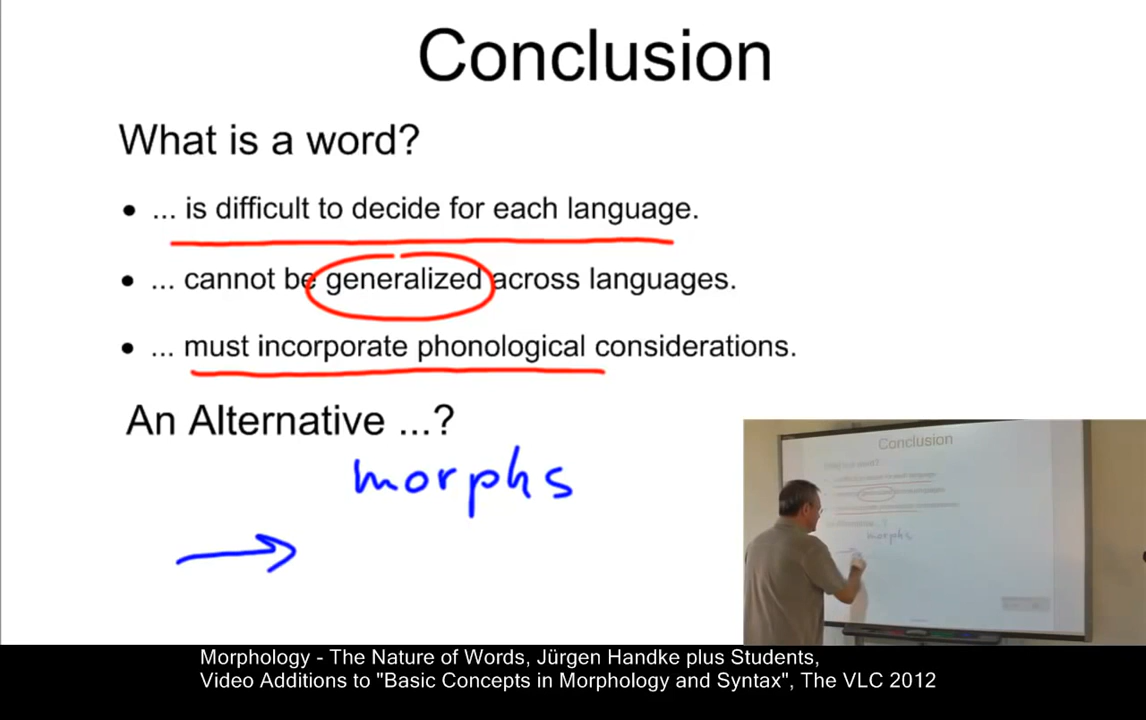 Conclusion
What is a word?
• ... is difficult to decide for each language.
• ... cannot be generalized across languages.
• ... must incorporate phonological considerations.
An Alternative ...?
morphs
Conclusion
morphs
Morphology - The Nature of Words, Jürgen Handke plus Students,
Video Additions to "Basic Concepts in Morphology and Syntax", The VLC 2012